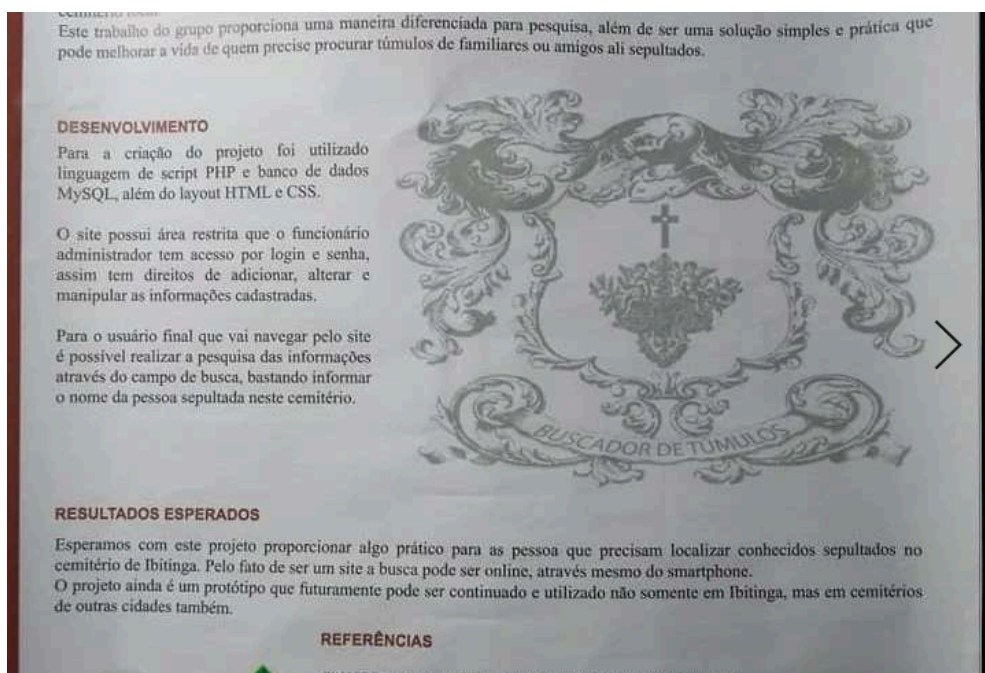 Este trabalho do grupo proporciona uma maneira diferenciada para pesquisa, além de ser uma solução simples e prática que
pode melhorar a vida de quem precise procurar túmulos de familiares ou amigos ali sepultados.
DESENVOLVIMENTO
Para a criação do projeto foi utilizado
linguagem de script PHP e banco de dados
MySQL, além do layout HTML e CSS.
O site possui área restrita que o funcionário
administrador tem acesso por login e senha,
assim tem direitos de adicionar, alterar e
manipular as informações cadastradas.
Para o usuário final que vai navegar pelo site
é possível realizar a pesquisa das informações
através do campo de busca, bastando informar
o nome da pessoa sepultada neste cemitério.
BUSCADOR DE TÚMULOS
RESULTADOS ESPERADOS
Esperamos com este projeto proporcionar algo prático para as pessoa que precisam localizar conhecidos sepultados no
cemitério de Ibitinga. Pelo fato de ser um site a busca pode ser online, através mesmo do smartphone.
O projeto ainda é um protótipo que futuramente pode ser continuado e utilizado não somente em Ibitinga, mas em cemitérios
de outras cidades também.
REFERÊNCIAS